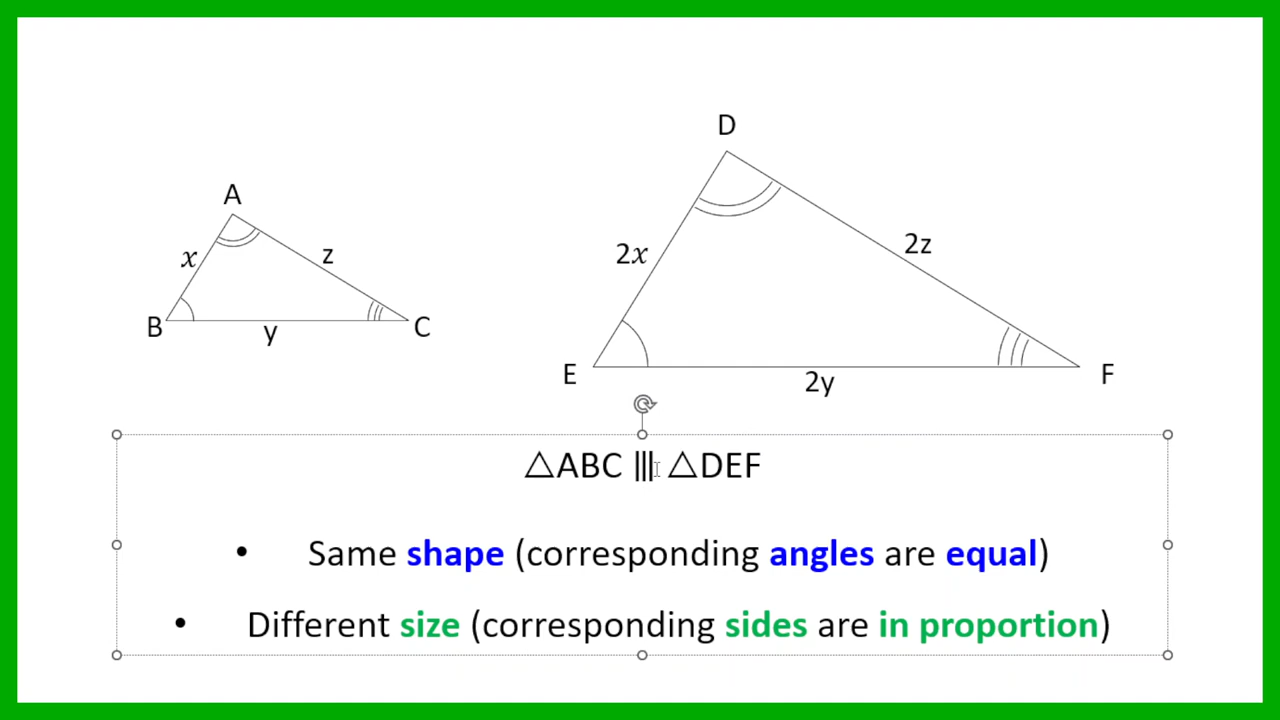 D
A
x
z
2x
2z
B
y
C
E
2y
F
△ABC ||| △DEF
• Same shape (corresponding angles are equal)
• Different size (corresponding sides are in proportion)